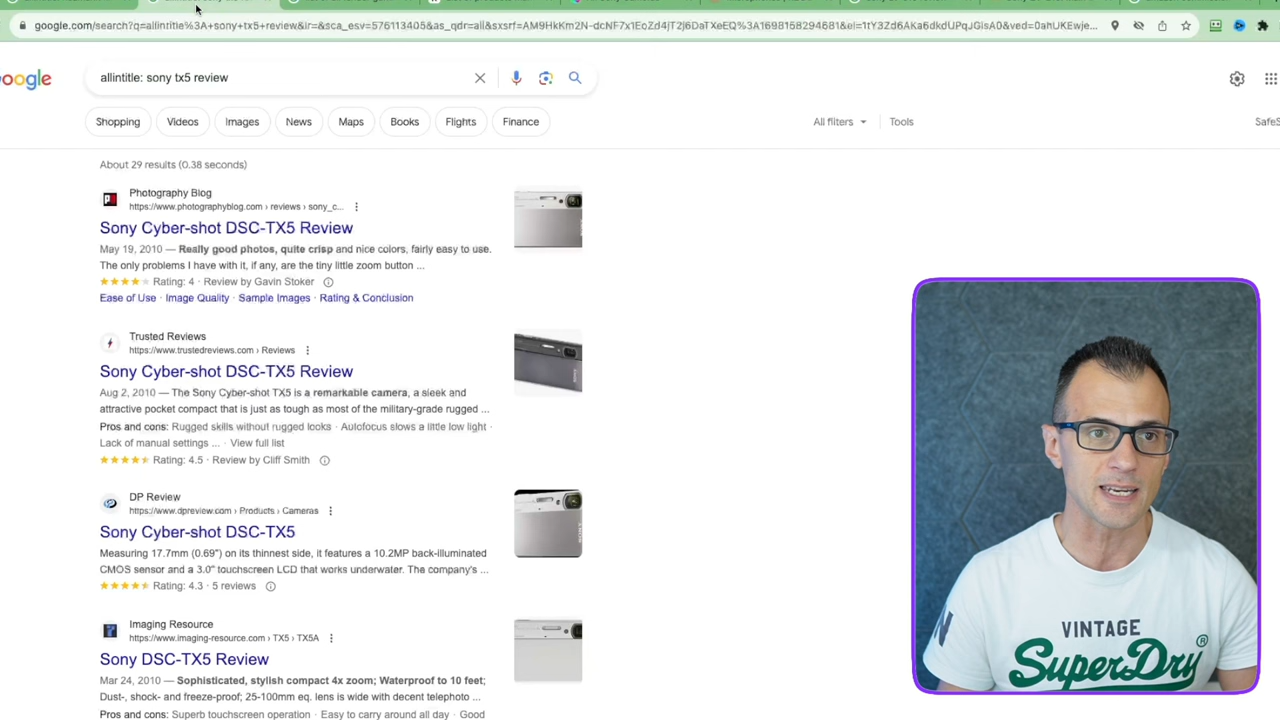 google.com/search?q=allintitle%3A+sony+tx5+review&lr=&sca_esv=576113405&as_qdr=all&sxsrf=
oogle
allintitle: sony tx5 review
Shopping
Videos
Images
News
Maps
Books
Flights
Finance
All filters
Tools
SafeS
About 29 results (0.38 seconds)
Photography Blog
https://www.photographyblog.com › reviews › sony_c...
Sony Cyber-shot DSC-TX5 Review
May 19, 2010 — Really good photos, quite crisp and nice colors, fairly easy to use.
The only problems I have with it, if any, are the tiny little zoom button ...
Rating: 4 · Review by Gavin Stoker
Ease of Use · Image Quality · Sample Images · Rating & Conclusion
Trusted Reviews
https://www.trustedreviews.com › Reviews
Sony Cyber-shot DSC-TX5 Review
Aug 2, 2010 — The Sony Cyber-shot TX5 is a remarkable camera, a sleek and
attractive pocket compact that is just as tough as most of the military-grade rugged ...
Pros and cons: Rugged skills without rugged looks · Autofocus slows a little low light ·
Lack of manual settings ... · View full list
Rating: 4.5 · Review by Cliff Smith
DP Review
https://www.dpreview.com › Products › Cameras
Sony Cyber-shot DSC-TX5
Measuring 17.7mm (0.69") on its thinnest side, it features a 10.2MP back-illuminated
CMOS sensor and a 3.0" touchscreen LCD that works underwater. The company's ...
Rating: 4.3 · 5 reviews
Imaging Resource
https://www.imaging-resource.com › TX5 › TX5A
Sony DSC-TX5 Review
Mar 24, 2010 — Sophisticated, stylish compact 4x zoom; Waterproof to 10 feet;
Dust-, shock- and freeze-proof; 25-100mm eq. lens is wide with decent telephoto ...
Pros and cons: Superb touchscreen operation · Easy to carry around all day · Good
VINTAGE
SuperDry®